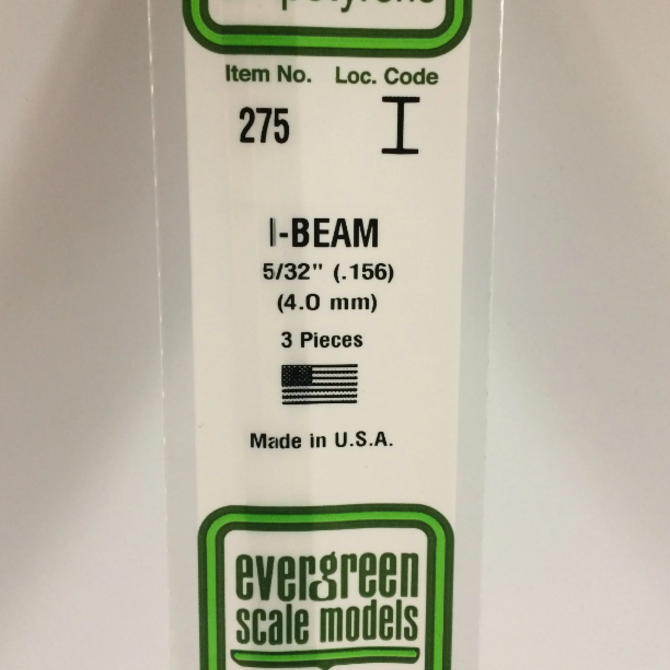 Item No. Loc. Code
275
I-BEAM
5/32" (.156)
(4.0 mm)
3 Pieces
Made in U.S.A.
evergreen
scale models